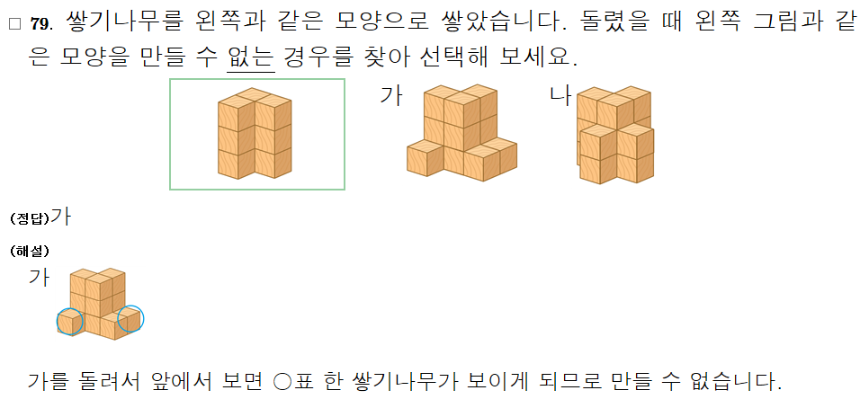 □ 79. 쌓기나무를 왼쪽과 같은 모양으로 쌓았습니다. 돌렸을 때 왼쪽 그림과 같
은 모양을 만들 수 없는 경우를 찾아 선택해 보세요.
가 나
(정답)가
(해설)
가
가를 돌려서 앞에서 보면 ○표 한 쌓기나무가 보이게 되므로 만들 수 없습니다.